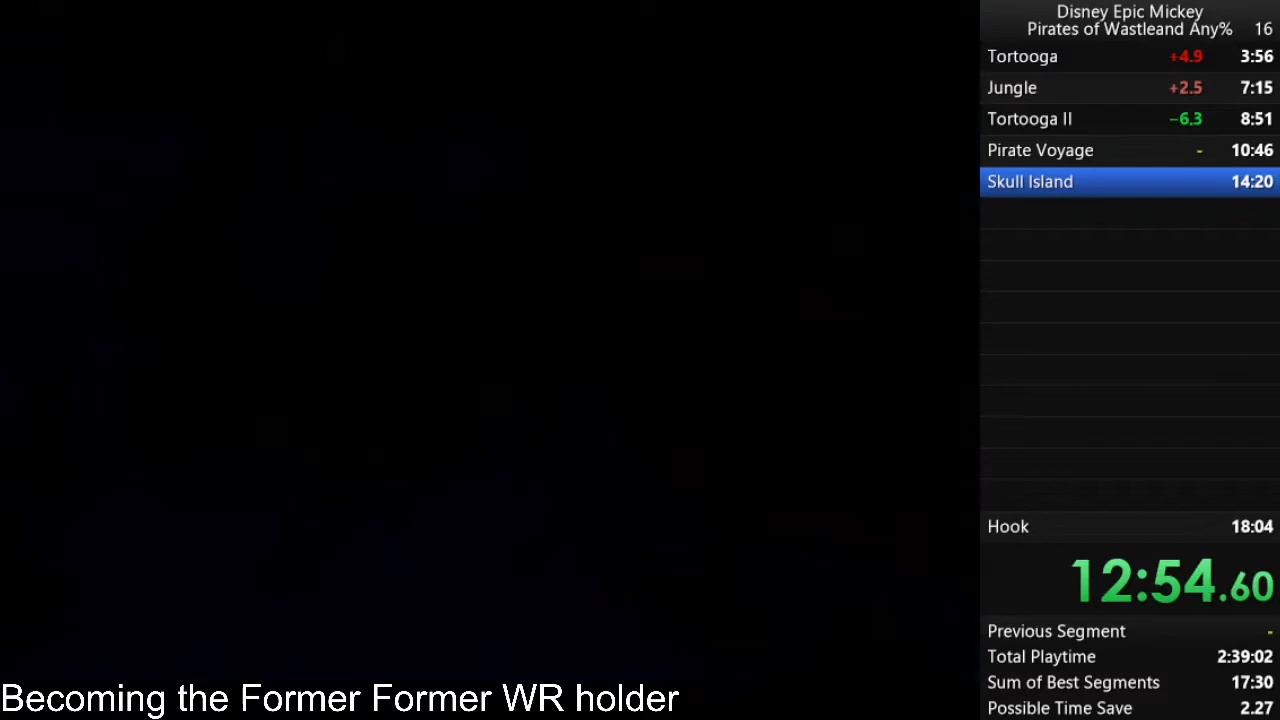 Disney Epic Mickey
Pirates of Wastleand Any% 16
Tortooga +4.9 3:56
Jungle +2.5 7:15
Tortooga II −6.3 8:51
Pirate Voyage - 10:46
Skull Island 14:20
Hook 18:04
12:54.60
Previous Segment -
Total Playtime 2:39:02
Sum of Best Segments 17:30
Possible Time Save 2.27
Becoming the Former Former WR holder